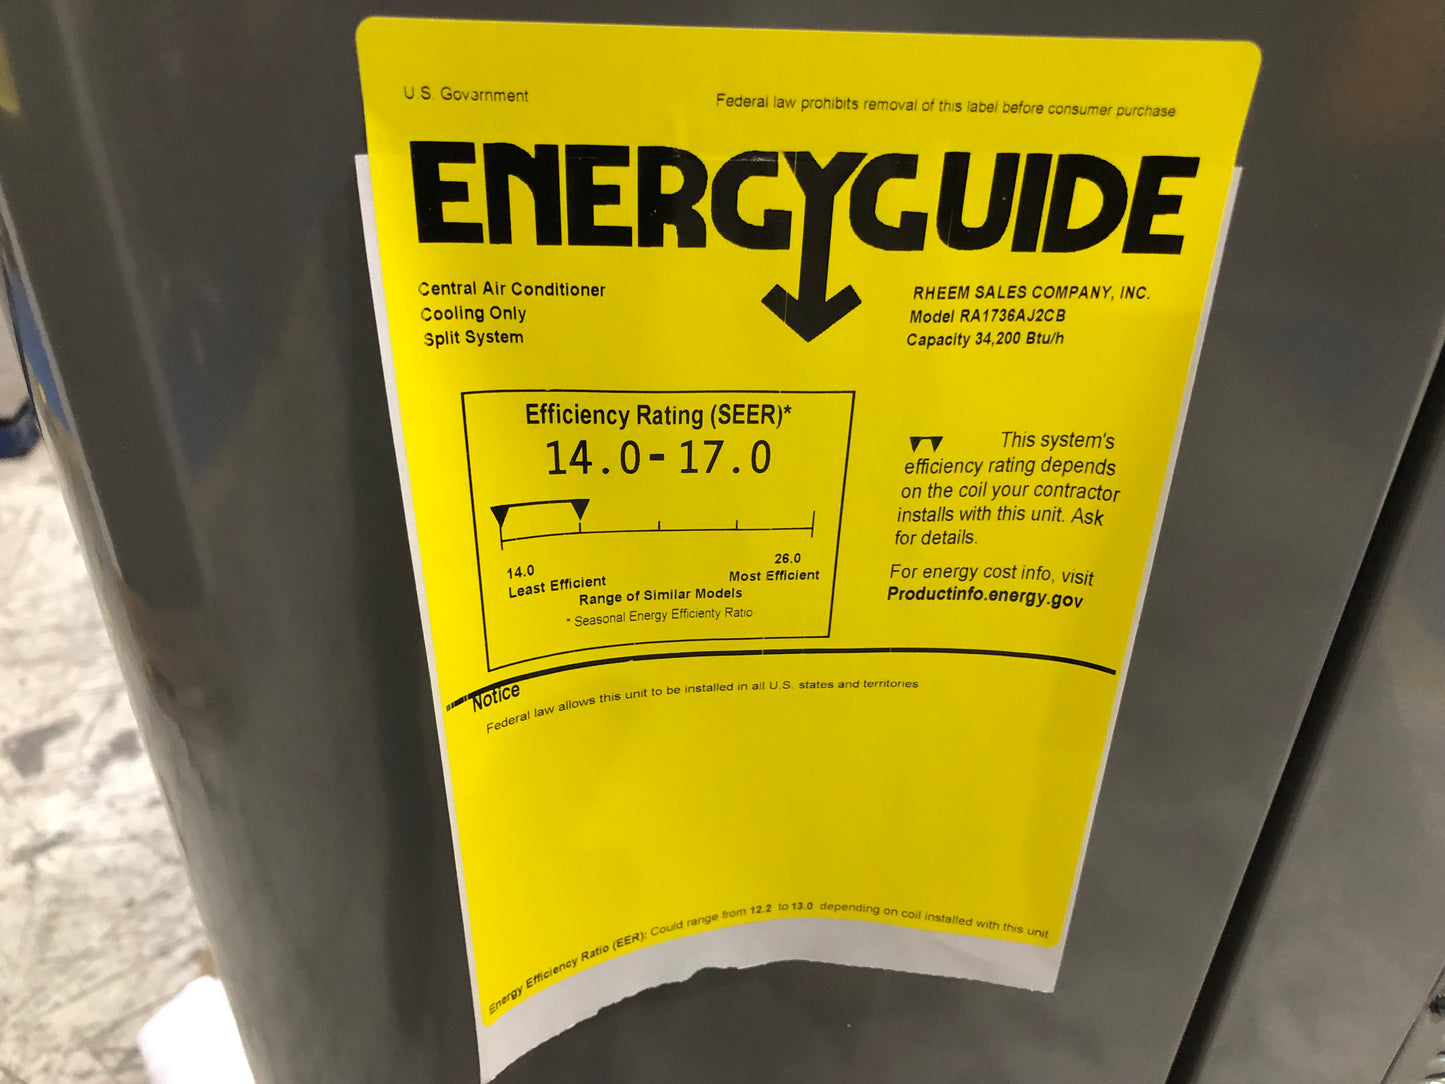 U.S. Government
Federal law prohibits removal of this label before consumer purchase.
ENERGYGUIDE
Central Air Conditioner
Cooling Only
Split System
RHEEM SALES COMPANY, INC.
Model RA1736AJ2CB
Capacity 34,200 Btu/h
Efficiency Rating (SEER)*
14.0-17.0
14.0
Least Efficient
26.0
Most Efficient
Range of Similar Models
* Seasonal Energy Efficienty Ratio
This system's
efficiency rating depends
on the coil your contractor
installs with this unit. Ask
for details.
For energy cost info, visit
Productinfo.energy.gov
Notice
Federal law allows this unit to be installed in all U.S. states and territories.
Energy Efficiency Ratio (EER): Could range from 12.2 to 13.0 depending on coil installed with this unit.